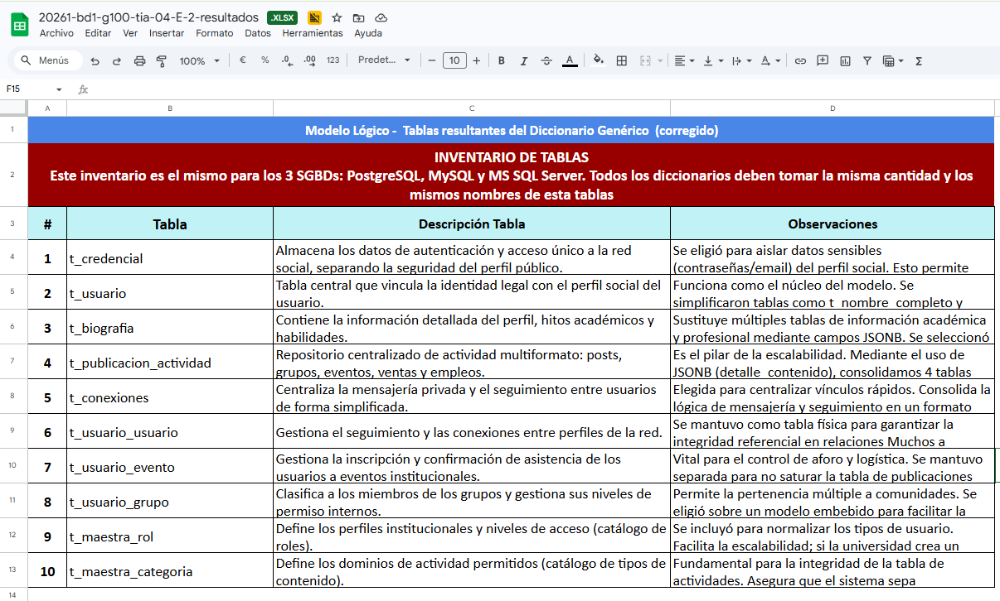 20261-bd1-g100-tia-04-E-2-resultados .XLSX
Archivo Editar Ver Insertar Formato Datos Herramientas Ayuda
Menús 100% € % .0 .00 123 Predet... − 10 + B I A Σ
F15 fx
A B C D
1 Modelo Lógico - Tablas resultantes del Diccionario Genérico (corregido)
INVENTARIO DE TABLAS
2 Este inventario es el mismo para los 3 SGBDs: PostgreSQL, MySQL y MS SQL Server. Todos los diccionarios deben tomar la misma cantidad y los
mismos nombres de esta tablas
3 # Tabla Descripción Tabla Observaciones
4 1 t_credencial
Almacena los datos de autenticación y acceso único a la red
social, separando la seguridad del perfil público.
Se eligió para aislar datos sensibles
(contraseñas/email) del perfil social. Esto permite
5 2 t_usuario
Tabla central que vincula la identidad legal con el perfil social del
usuario.
Funciona como el núcleo del modelo. Se
simplificaron tablas como t_nombre_completo y
6 3 t_biografia
Contiene la información detallada del perfil, hitos académicos y
habilidades.
Sustituye múltiples tablas de información académica
y profesional mediante campos JSONB. Se seleccionó
7 4 t_publicacion_actividad
Repositorio centralizado de actividad multiformato: posts,
grupos, eventos, ventas y empleos.
Es el pilar de la escalabilidad. Mediante el uso de
JSONB (detalle_contenido), consolidamos 4 tablas
8 5 t_conexiones
Centraliza la mensajería privada y el seguimiento entre usuarios
de forma simplificada.
Elegida para centralizar vínculos rápidos. Consolida la
lógica de mensajería y seguimiento en un formato
9 6 t_usuario_usuario
Gestiona el seguimiento y las conexiones entre perfiles de la red.
Se mantuvo como tabla física para garantizar la
integridad referencial en relaciones Muchos a
10 7 t_usuario_evento
Gestiona la inscripción y confirmación de asistencia de los
usuarios a eventos institucionales.
Vital para el control de aforo y logística. Se mantuvo
separada para no saturar la tabla de publicaciones
11 8 t_usuario_grupo
Clasifica a los miembros de los grupos y gestiona sus niveles de
permiso internos.
Permite la pertenencia múltiple a comunidades. Se
eligió sobre un modelo embebido para facilitar la
12 9 t_maestra_rol
Define los perfiles institucionales y niveles de acceso (catálogo de
roles).
Se incluyó para normalizar los tipos de usuario.
Facilita la escalabilidad; si la universidad crea un
13 10 t_maestra_categoria
Define los dominios de actividad permitidos (catálogo de tipos de
contenido).
Fundamental para la integridad de la tabla de
actividades. Asegura que el sistema sepa
14